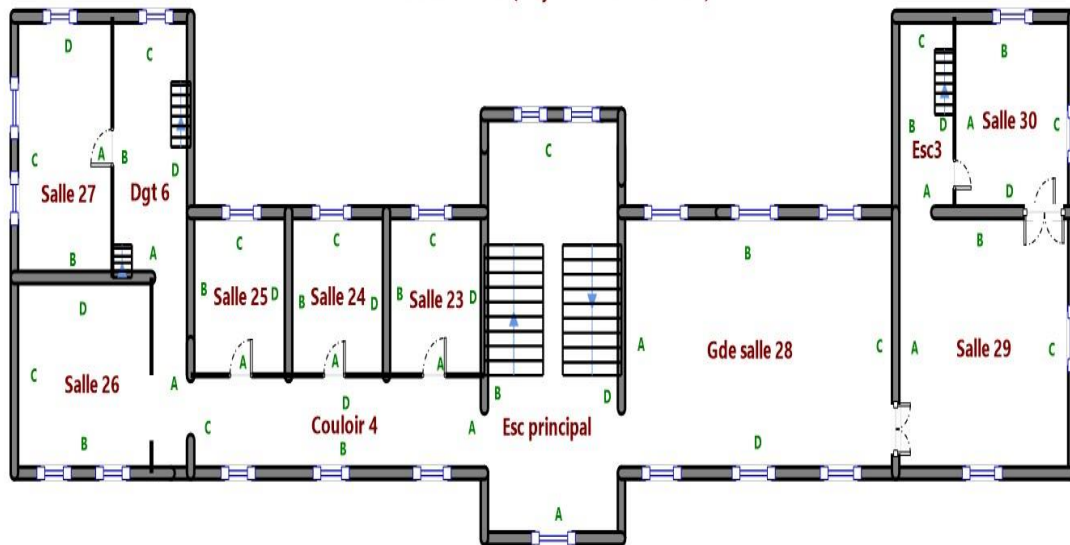 D
C
C
B
Salle 27
A
B
C
D
Dgt 6
B
A
C
B
D
A
C
Salle 30
Esc3
A
D
B
D
C
Salle 26
B
A
C
B
Salle 25
D
A
C
B
Salle 24
D
A
C
B
Salle 23
D
A
C
B
D
Esc principal
A
C
D
Couloir 4
B
A
B
A
Gde salle 28
C
D
B
A
Salle 29
C